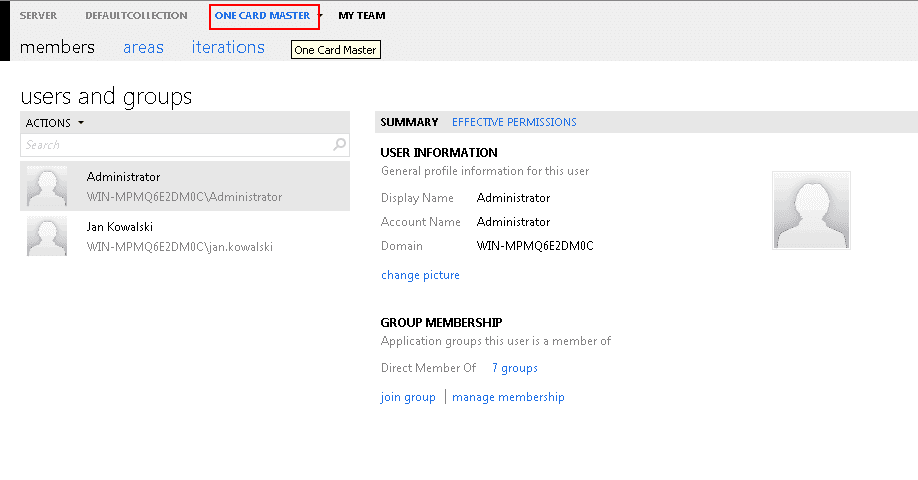 SERVER DEFAULTCOLLECTION ONE CARD MASTER MY TEAM
members areas iterations
One Card Master
users and groups
ACTIONS
Search
Administrator
WIN-MPMQ6E2DM0C\Administrator
Jan Kowalski
WIN-MPMQ6E2DM0C\jan.kowalski
SUMMARY EFFECTIVE PERMISSIONS
USER INFORMATION
General profile information for this user
Display Name Administrator
Account Name Administrator
Domain WIN-MPMQ6E2DM0C
change picture
GROUP MEMBERSHIP
Application groups this user is a member of
Direct Member Of 7 groups
join group | manage membership